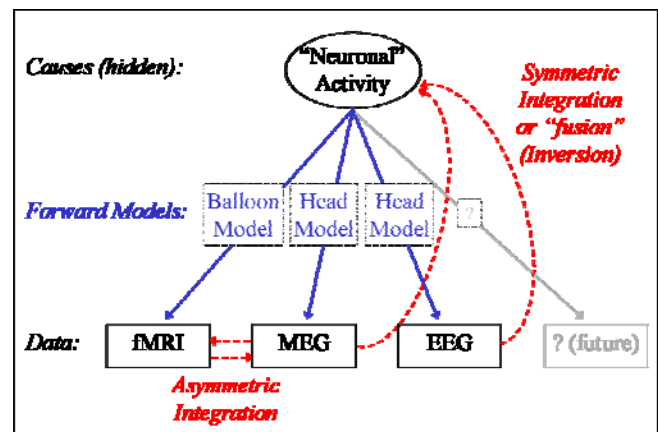 Causes (hidden):
"Neuronal"
Activity
Symmetric
Integration
or "fusion"
(Inversion)
Forward Models:
Balloon
Model
Head
Model
Head
Model
?
Data:
fMRI
MEG
EEG
? (future)
Asymmetric
Integration